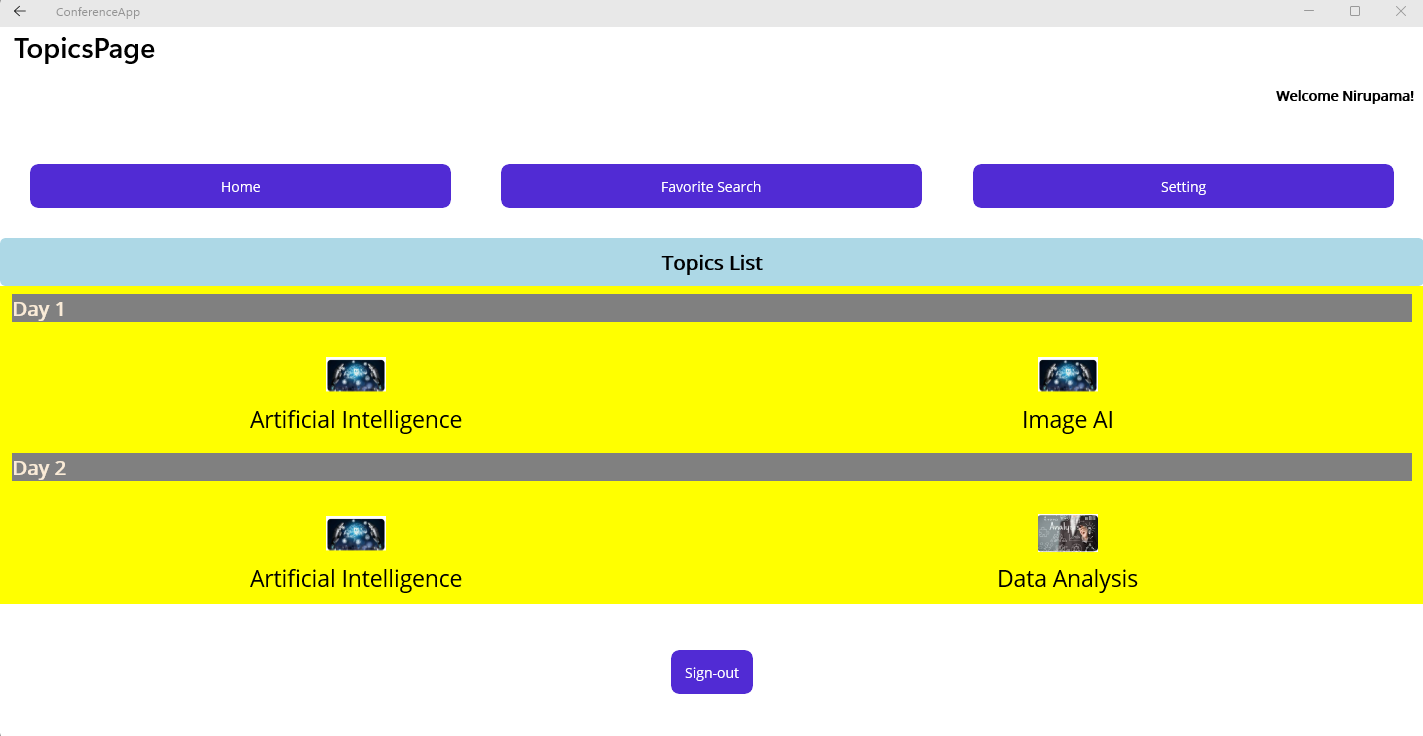 ConferenceApp
TopicsPage
Welcome Nirupama!
Home
Favorite Search
Setting
Topics List
Day 1
Artificial Intelligence
Image AI
Day 2
Analysis
Artificial Intelligence
Data Analysis
Sign-out